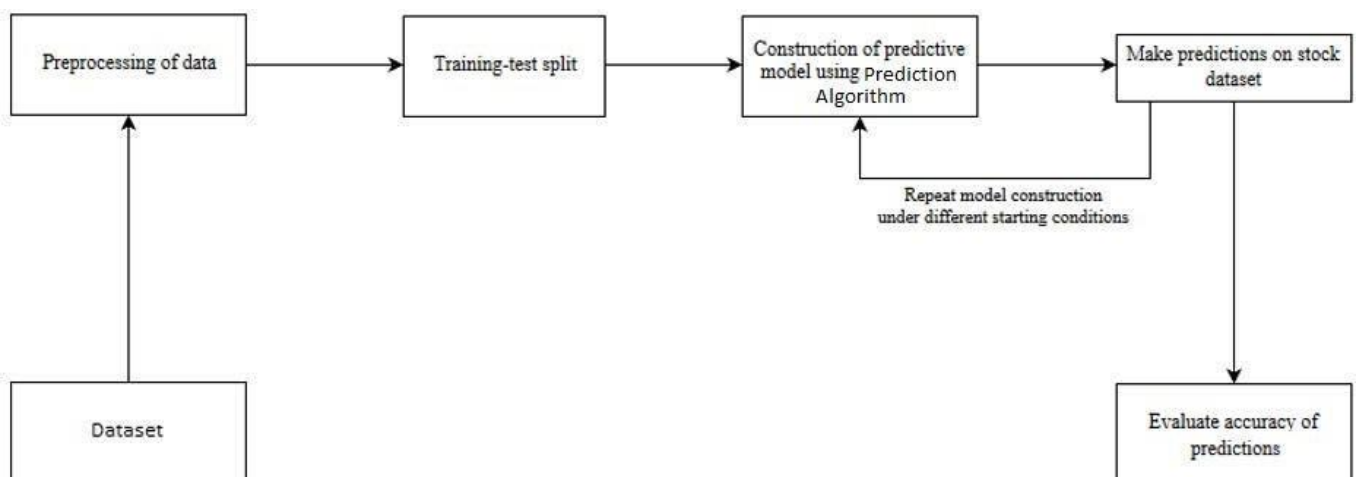 Preprocessing of data
Training-test split
Construction of predictive
model using Prediction
Algorithm
Make predictions on stock
dataset
Repeat model construction
under different starting conditions
Dataset
Evaluate accuracy of
predictions